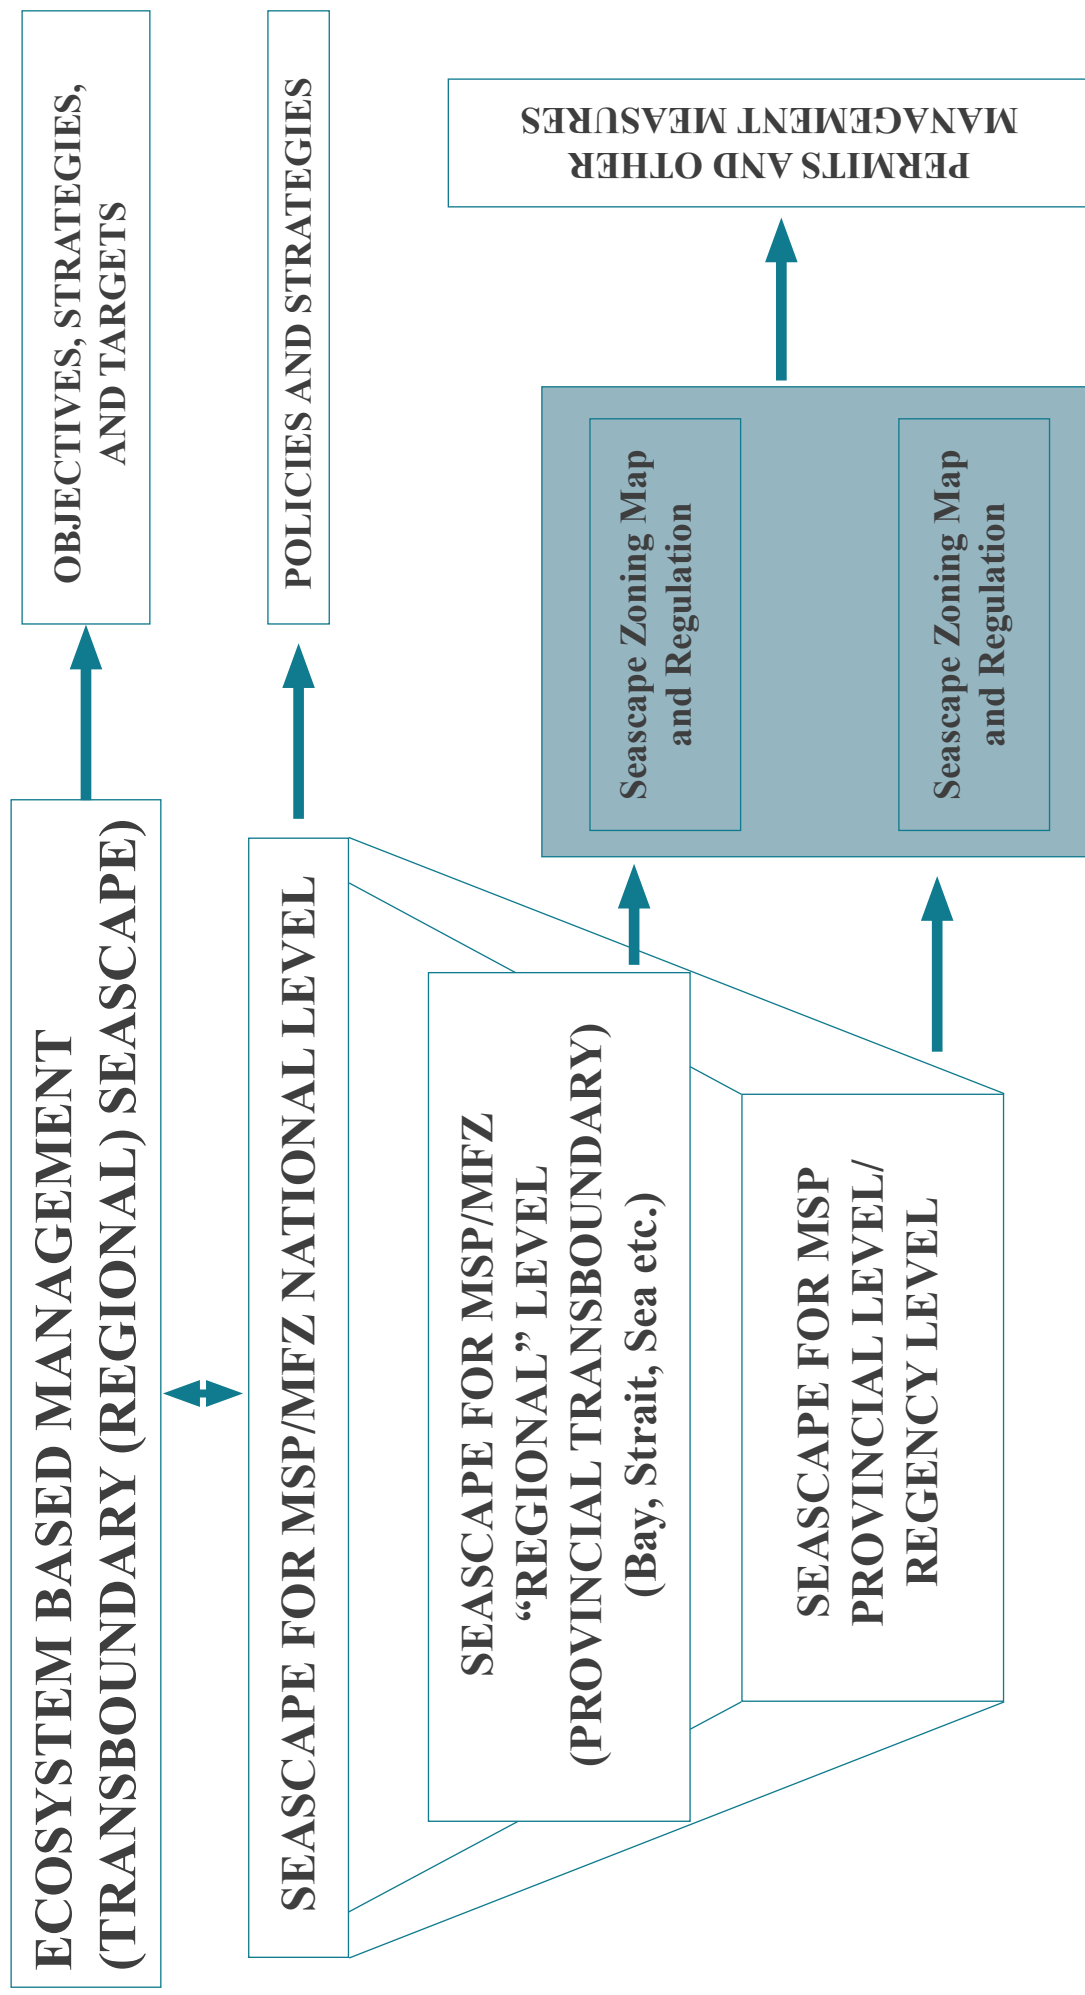 ECOSYSTEM BASED MANAGEMENT
(TRANSBOUNDARY (REGIONAL) SEASCAPE)
OBJECTIVES, STRATEGIES,
AND TARGETS
SEASCAPE FOR MSP/MFZ NATIONAL LEVEL
POLICIES AND STRATEGIES
SEASCAPE FOR MSP/MFZ
“REGIONAL” LEVEL
(PROVINCIAL TRANSBOUNDARY)
(Bay, Strait, Sea etc.)
Seascape Zoning Map
and Regulation
SEASCAPE FOR MSP
PROVINCIAL LEVEL/
REGENCY LEVEL
Seascape Zoning Map
and Regulation
PERMITS AND OTHER
MANAGEMENT MEASURES